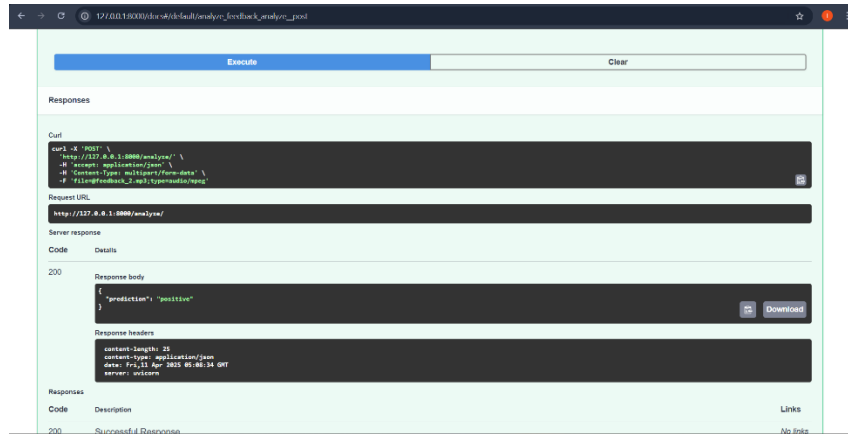 127.0.0.1:8000/docs#/default/analyze_feedback_analyze__post
Execute
Clear
Responses
Curl
curl -X 'POST' \
'http://127.0.0.1:8000/analyze/' \
-H 'accept: application/json' \
-H 'Content-Type: multipart/form-data' \
-F 'file=@feedback_2.mp3;type=audio/mpeg'
Request URL
http://127.0.0.1:8000/analyze/
Server response
Code Details
200
Response body
{
"prediction": "positive"
}
Download
Response headers
content-length: 25
content-type: application/json
date: Fri,11 Apr 2025 05:08:34 GMT
server: uvicorn
Responses
Code Description Links
200 Successful Response No links